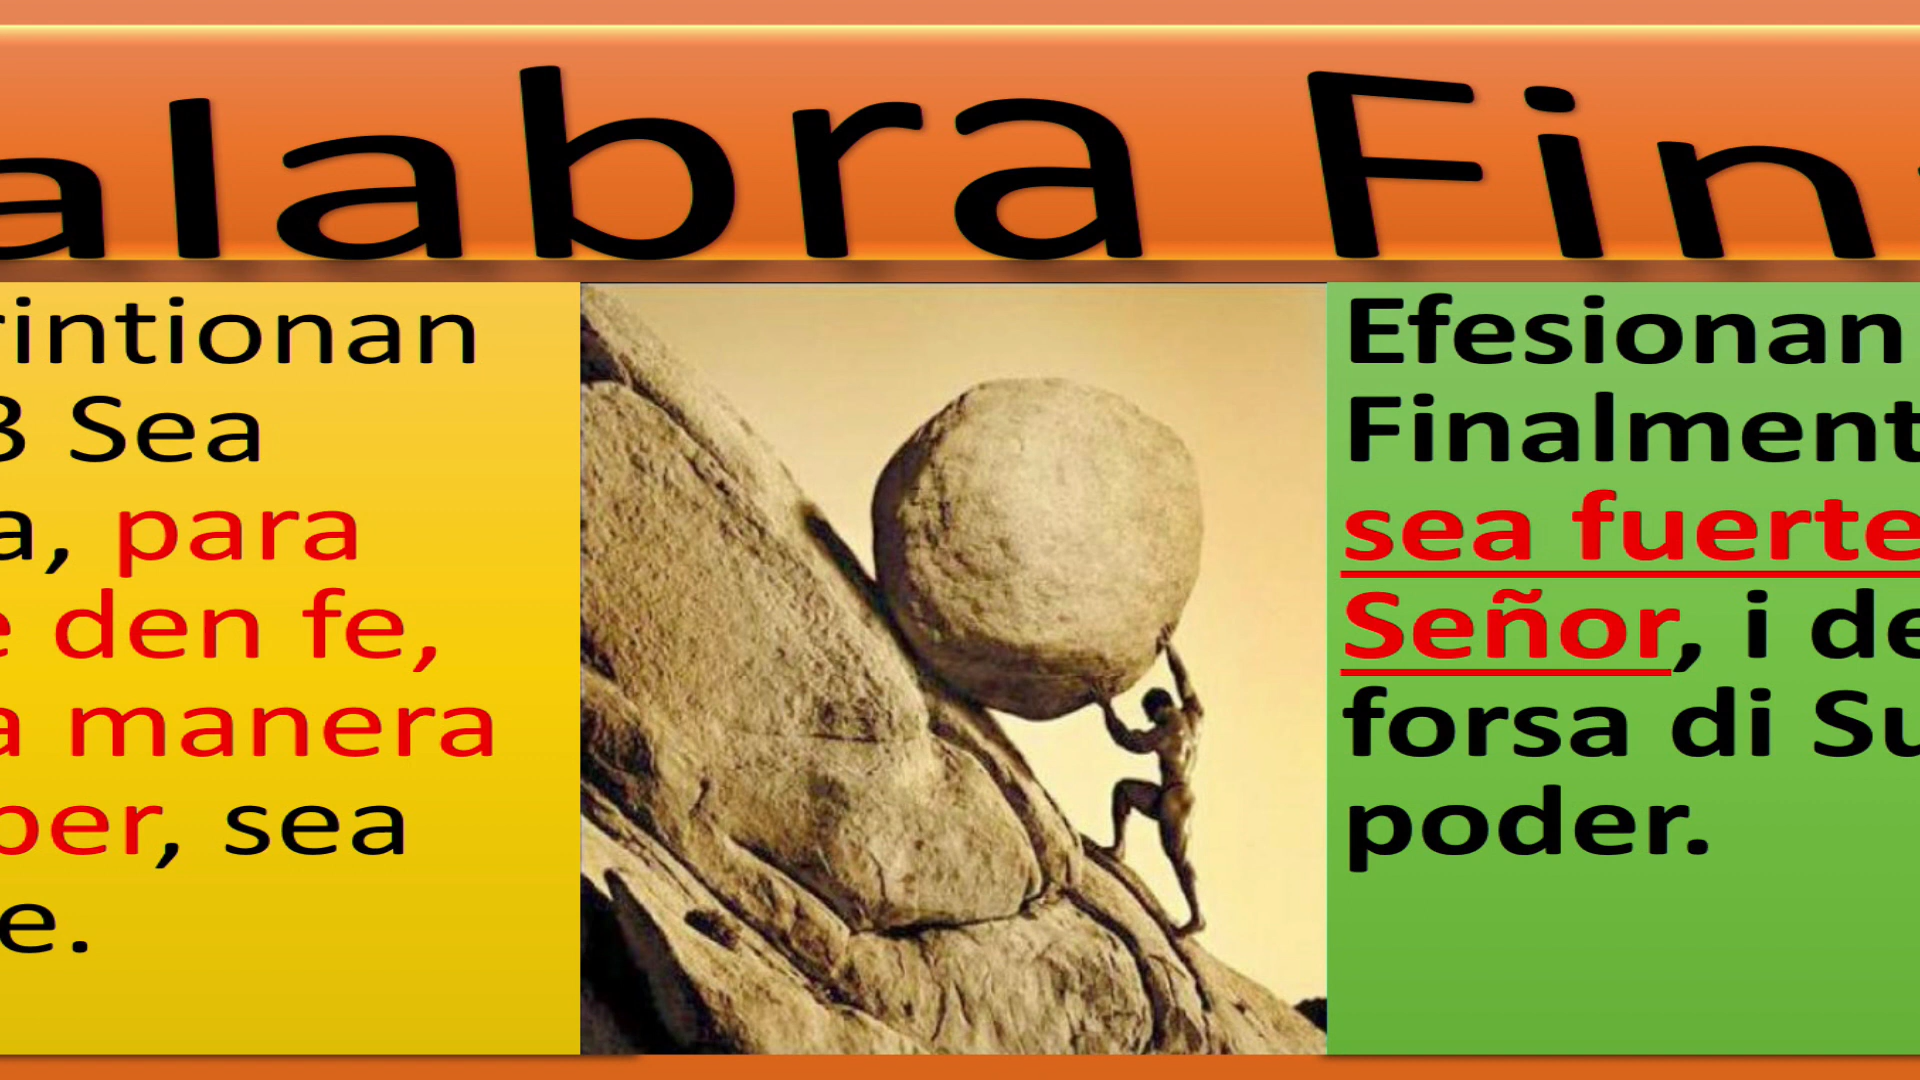 alabra Fin
rintionan
3 Sea
a, para
e den fe,
a manera
ber, sea
e.
Efesionan
Finalment
sea fuerte
Señor, i de
forsa di Su
poder.